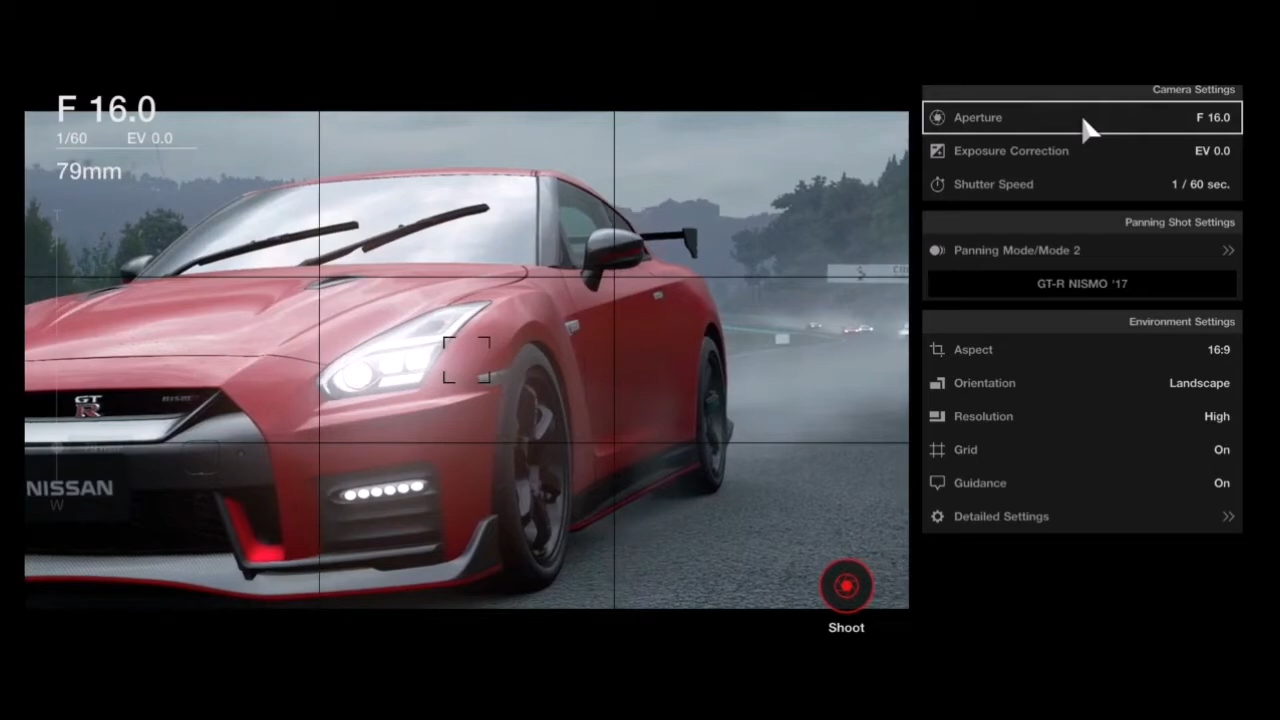 F 16.0
1/60 EV 0.0
79mm
GT
R
NISSAN
W
Shoot
Camera Settings
Aperture F 16.0
Exposure Correction EV 0.0
Shutter Speed 1 / 60 sec.
Panning Shot Settings
Panning Mode/Mode 2
GT-R NISMO '17
Environment Settings
Aspect 16:9
Orientation Landscape
Resolution High
Grid On
Guidance On
Detailed Settings